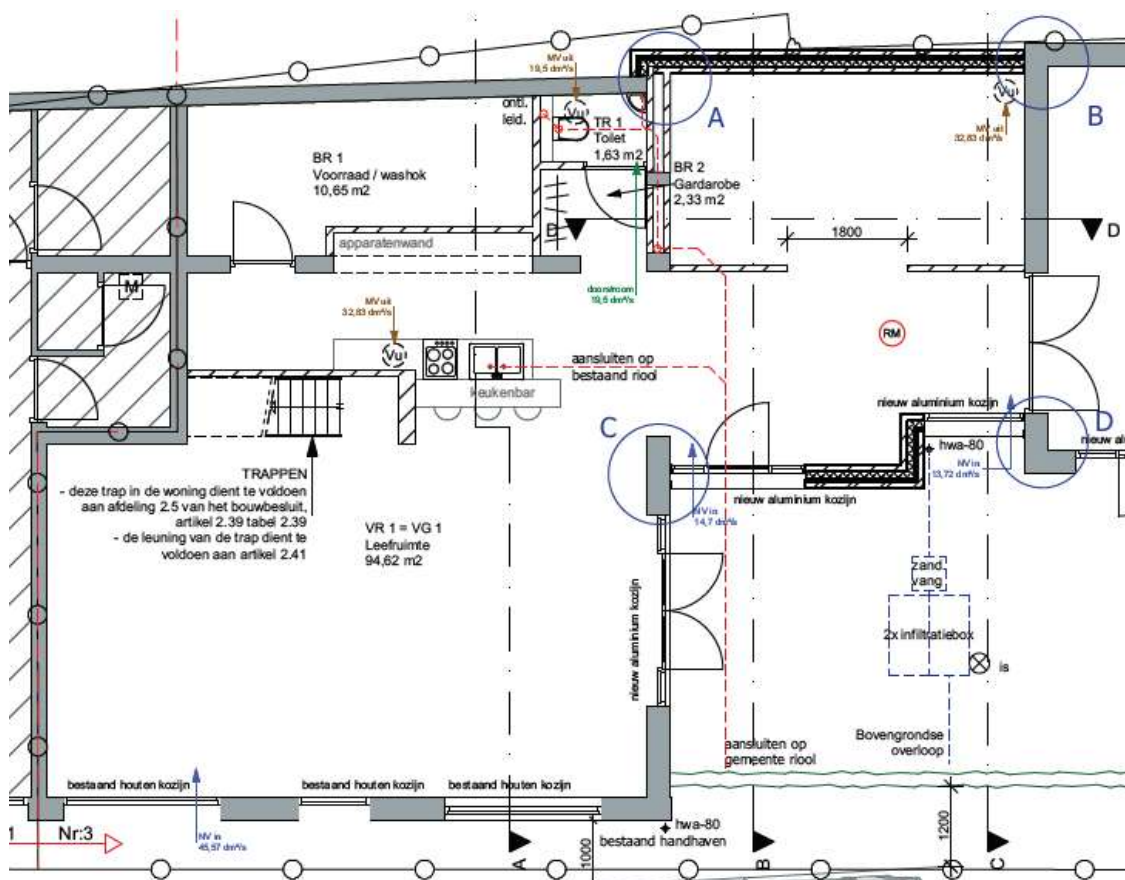 MV uit
19,5 dm³/s
Vu
ontl.
leid.
TR 1
Toilet
1,63 m2
A
B
Vu
MV uit
32,83 dm³/s
BR 1
Voorraad / washok
10,65 m2
BR 2
Gardarobe
2,33 m2
D
D
1800
apparatenwand
M
doorstroom
19,5 dm³/s
MV uit
32,83 dm³/s
Vu
RM
aansluiten op
bestaand riool
keukenbar
nieuw aluminium kozijn
C
D
hwa-80
nieuw al
NV in
13,72 dm³/s
NV in
14,7 dm³/s
nieuw aluminium kozijn
TRAPPEN
- deze trap in de woning dient te voldoen
aan afdeling 2.5 van het bouwbesluit,
artikel 2.39 tabel 2.39
- de leuning van de trap dient te
voldoen aan artikel 2.41
VR 1 = VG 1
Leefruimte
94,62 m2
nieuw aluminium kozijn
zand
vang
2x infiltratiebox
is
Bovengrondse
overloop
aansluiten op
gemeente riool
bestaand houten kozijn
bestaand houten kozijn
bestaand houten kozijn
1
Nr:3
NV in
45,57 dm³/s
A
1000
hwa-80
bestaand handhaven
B
1200
C